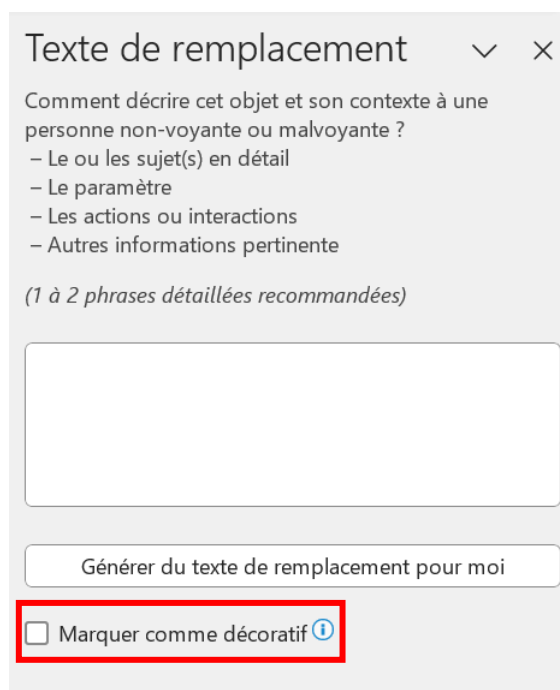 Texte de remplacement
Comment décrire cet objet et son contexte à une
personne non-voyante ou malvoyante ?
– Le ou les sujet(s) en détail
– Le paramètre
– Les actions ou interactions
– Autres informations pertinente
(1 à 2 phrases détaillées recommandées)
Générer du texte de remplacement pour moi
Marquer comme décoratif